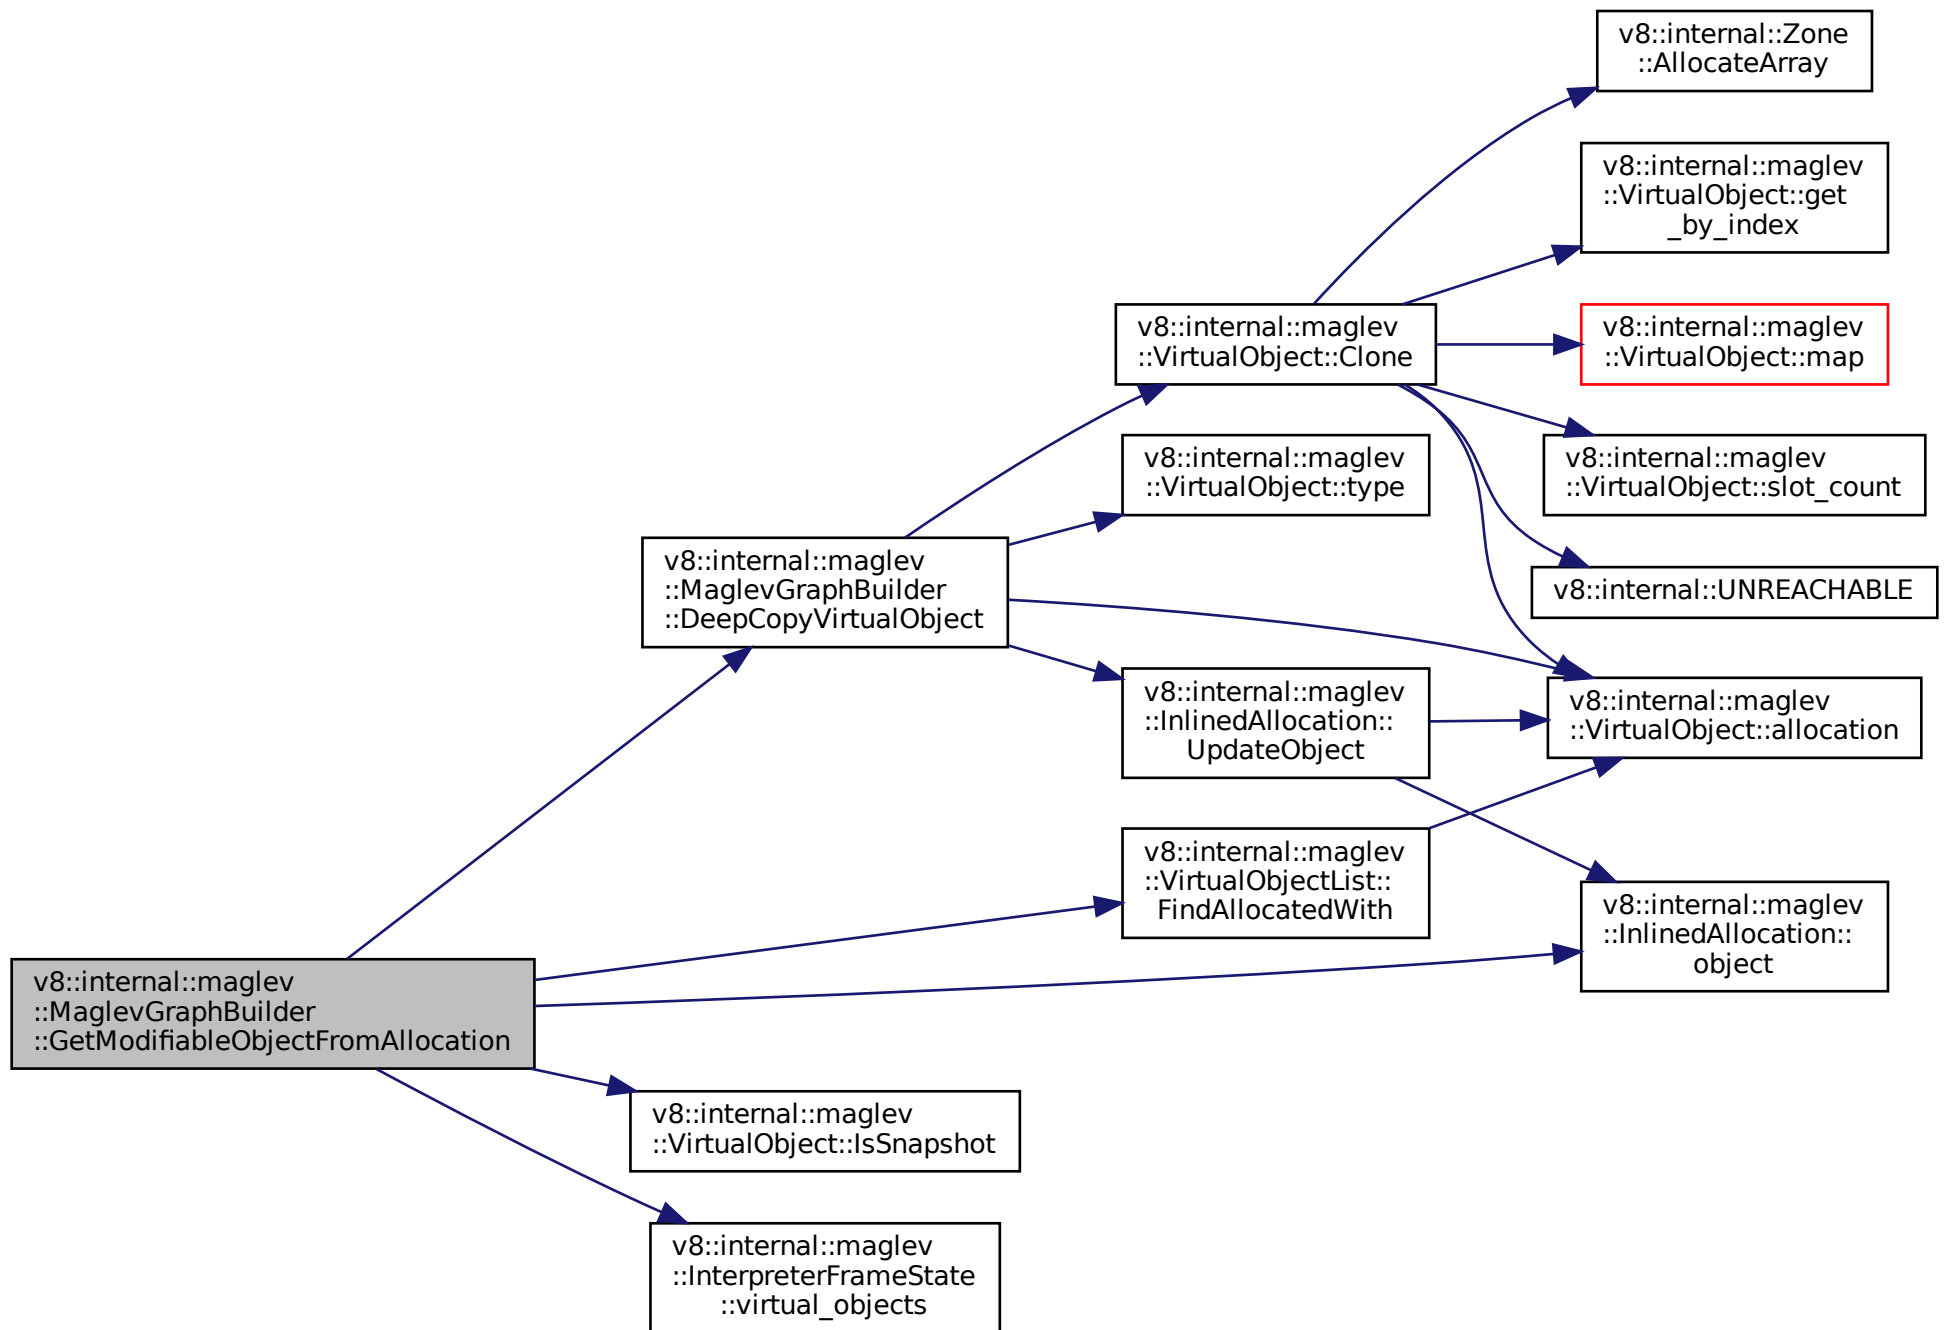 v8::internal::Zone
::AllocateArray
v8::internal::maglev
::VirtualObject::get
_by_index
v8::internal::maglev
::VirtualObject::Clone
v8::internal::maglev
::VirtualObject::map
v8::internal::maglev
::VirtualObject::type
v8::internal::maglev
::VirtualObject::slot_count
v8::internal::maglev
::MaglevGraphBuilder
::DeepCopyVirtualObject
v8::internal::UNREACHABLE
v8::internal::maglev
::InlinedAllocation::
UpdateObject
v8::internal::maglev
::VirtualObject::allocation
v8::internal::maglev
::VirtualObjectList::
FindAllocatedWith
v8::internal::maglev
::InlinedAllocation::
object
v8::internal::maglev
::MaglevGraphBuilder
::GetModifiableObjectFromAllocation
v8::internal::maglev
::VirtualObject::IsSnapshot
v8::internal::maglev
::InterpreterFrameState
::virtual_objects